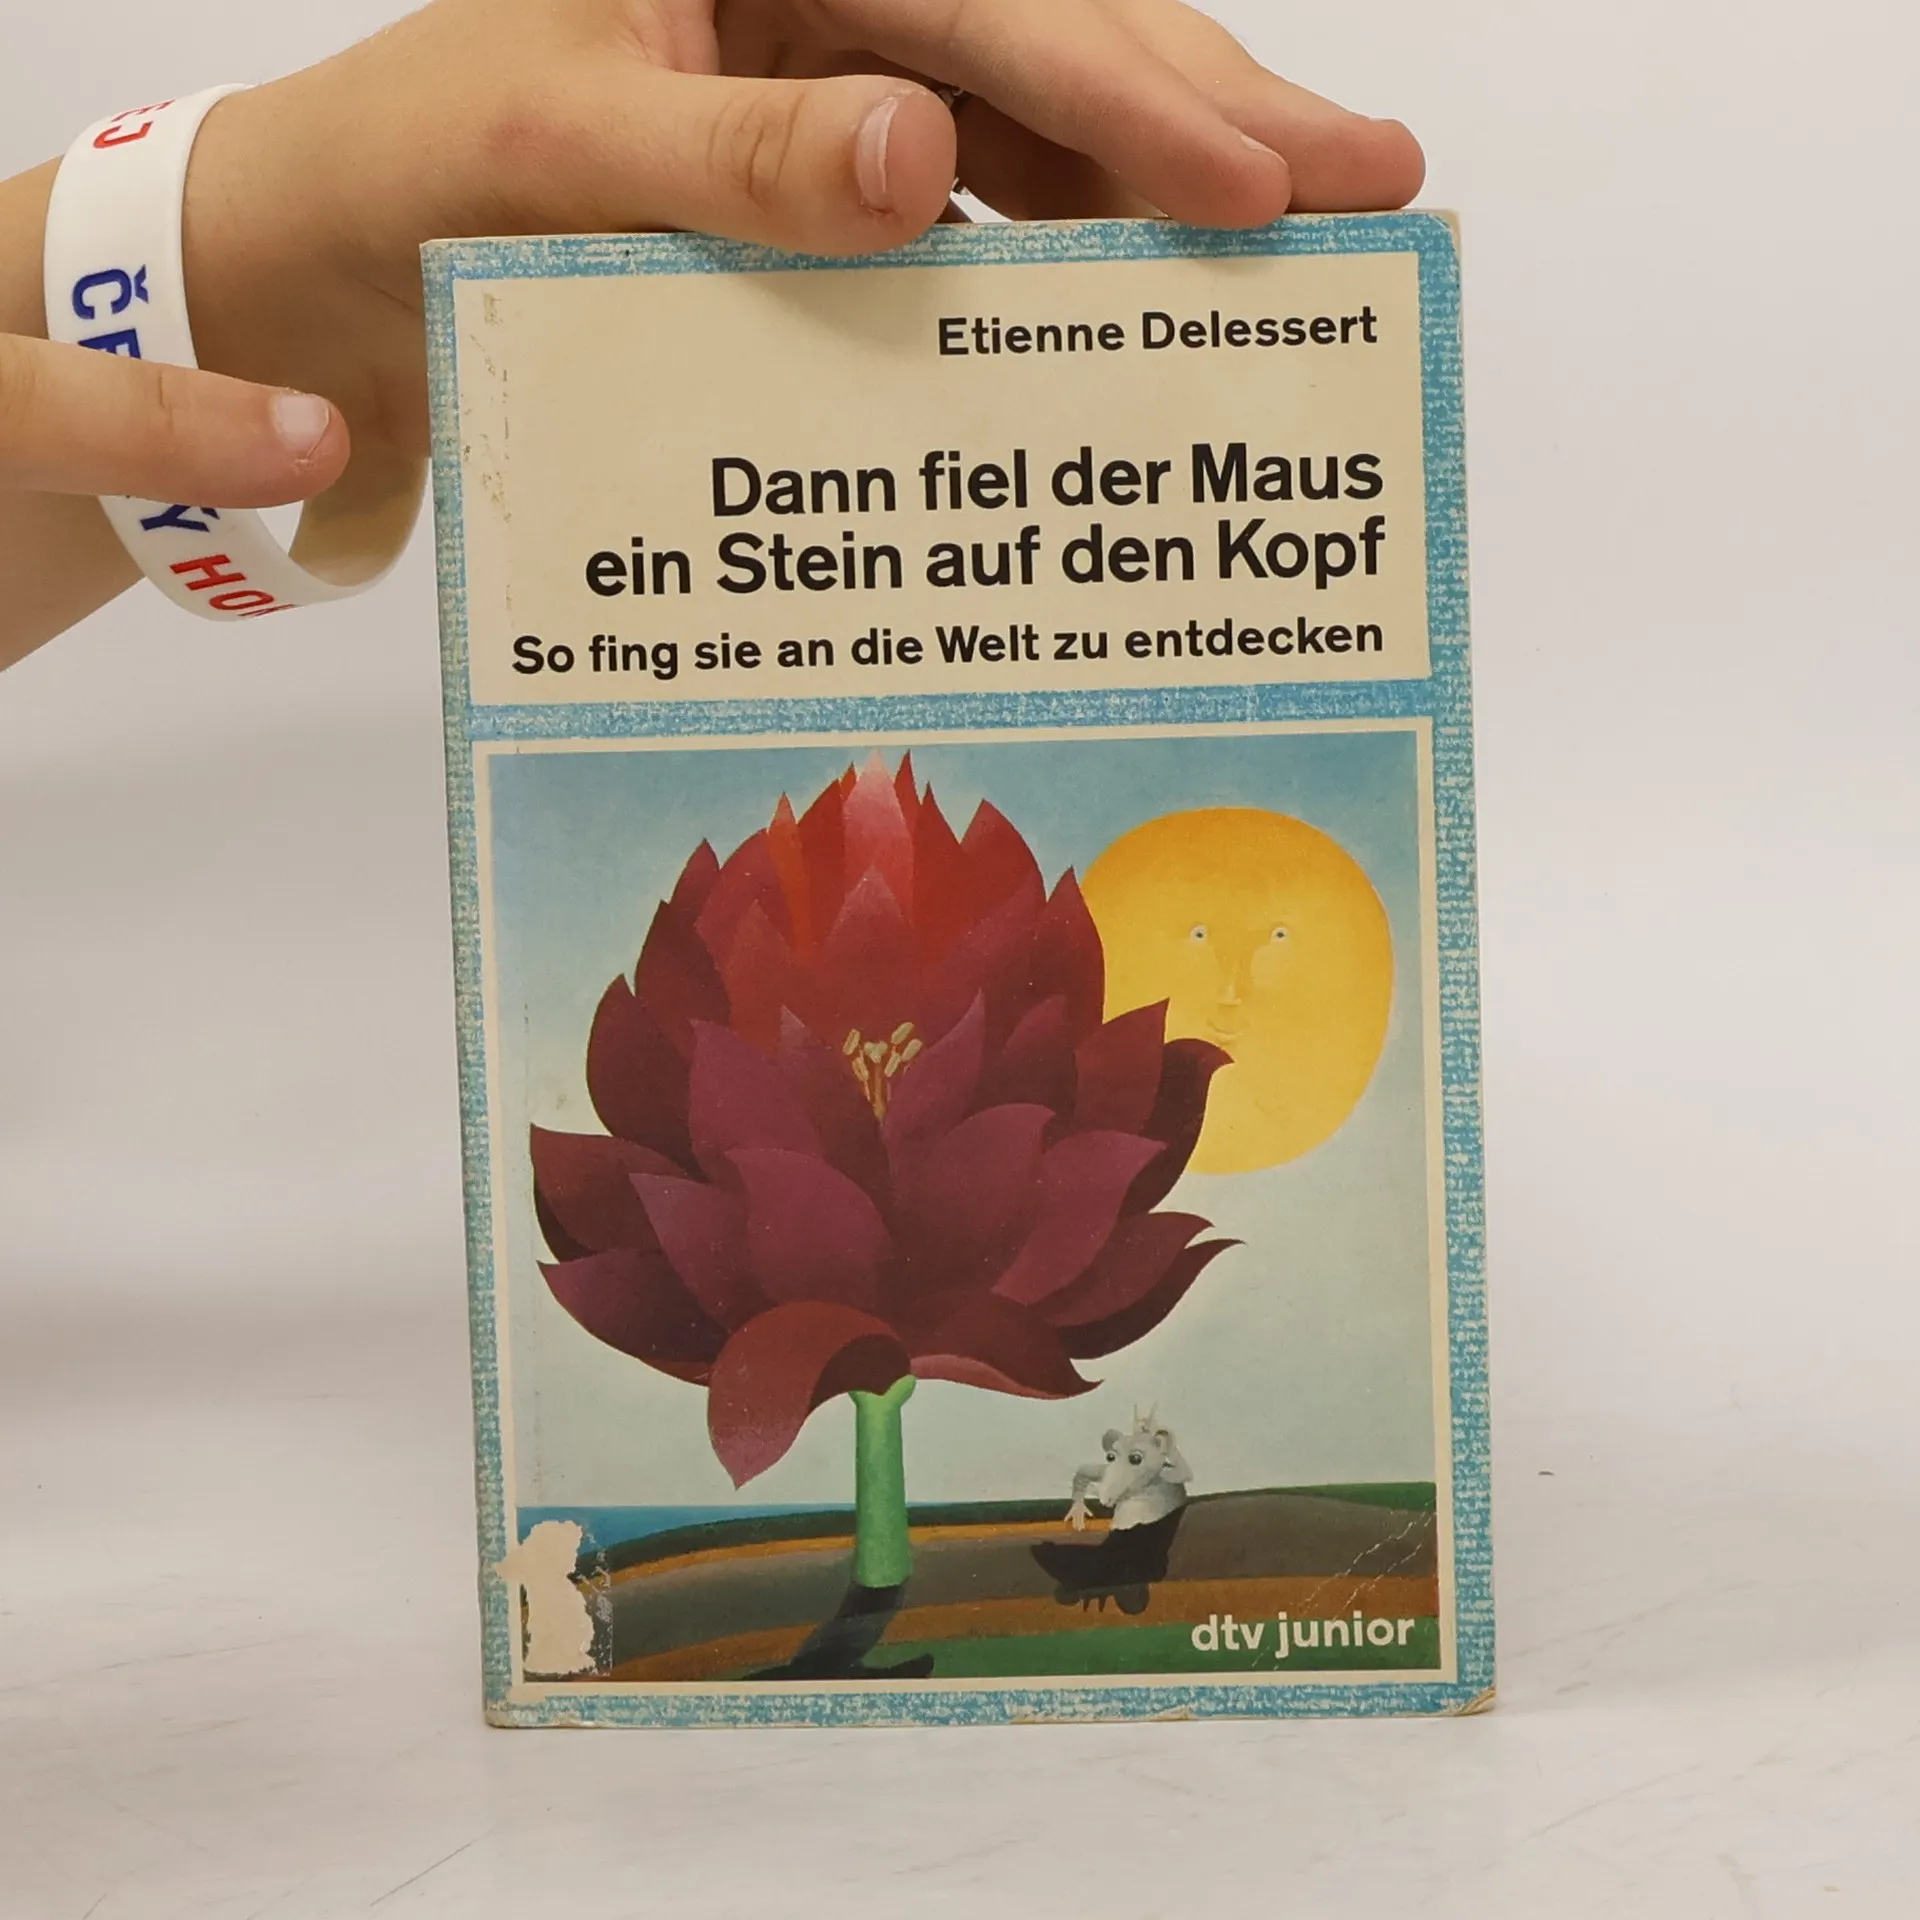 Etienne Delessert
Dann fiel der Maus
ein Stein auf den Kopf
So fing sie an die Welt zu entdecken
dtv junior